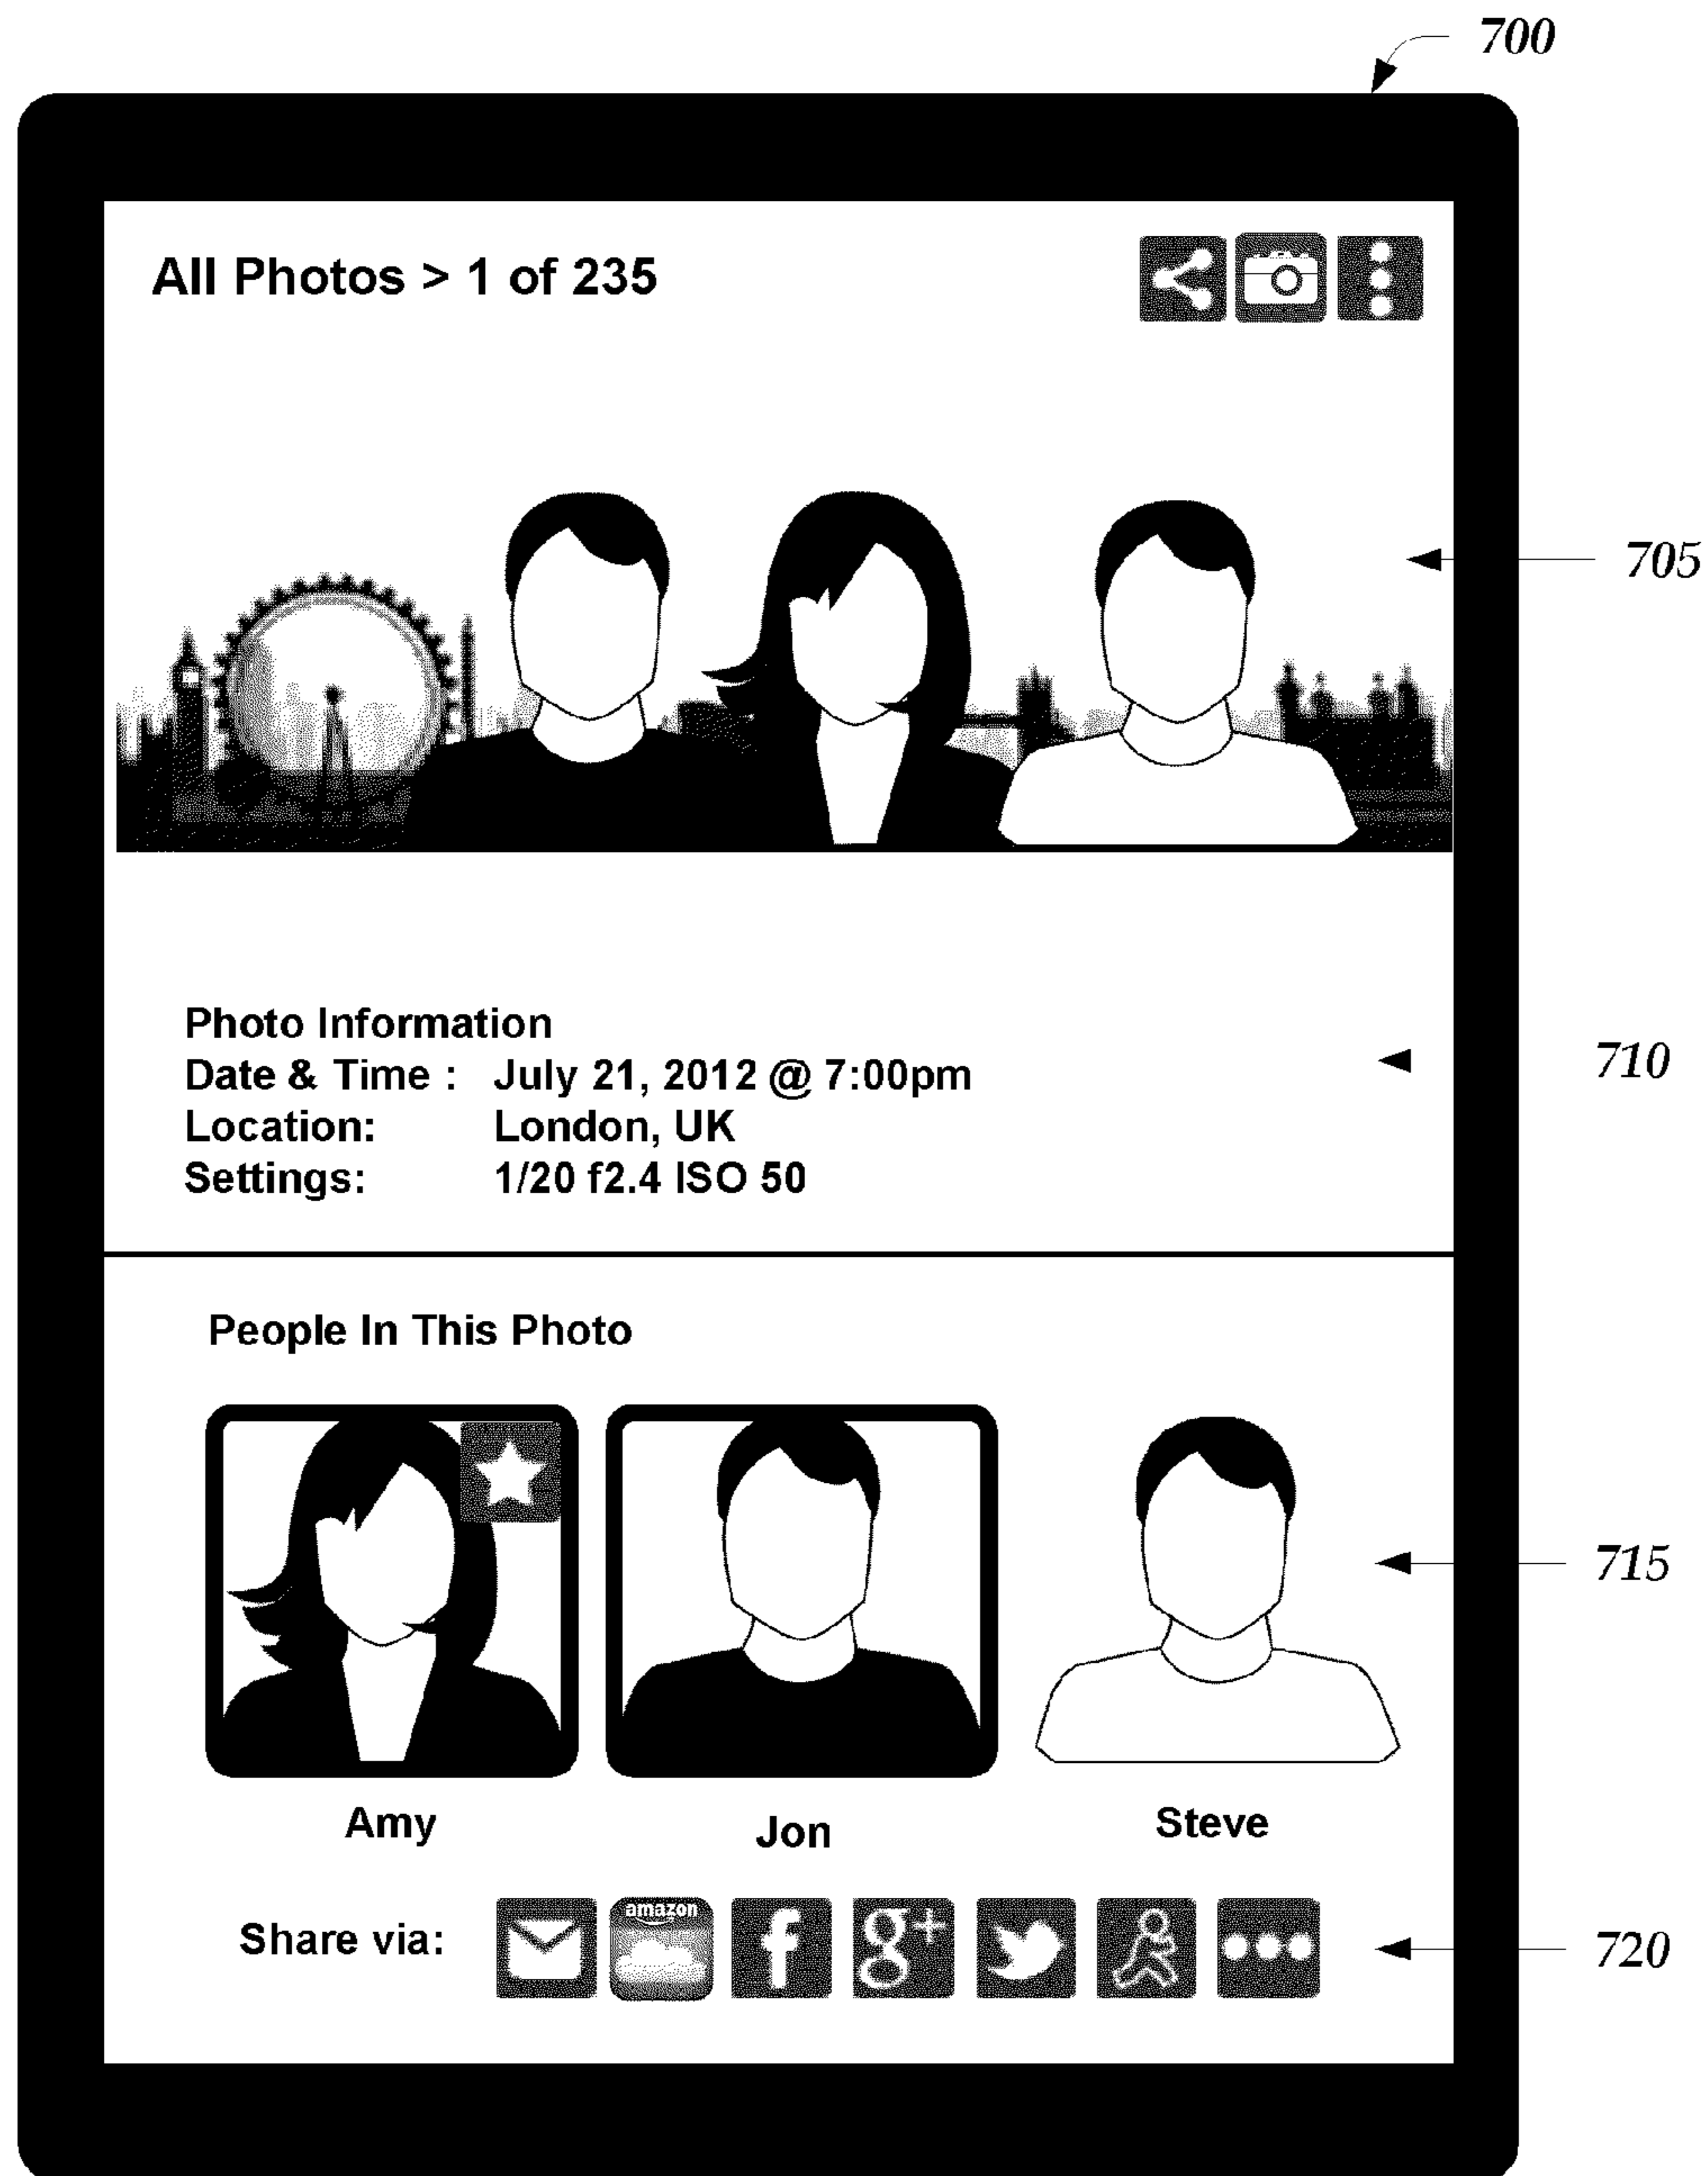 700
All Photos > 1 of 235
705
Photo Information
Date & Time : July 21, 2012 @ 7:00pm
710
Location: London, UK
Settings: 1/20 f2.4 ISO 50
People In This Photo
715
Amy Jon Steve
Share via: amazon f g+
720